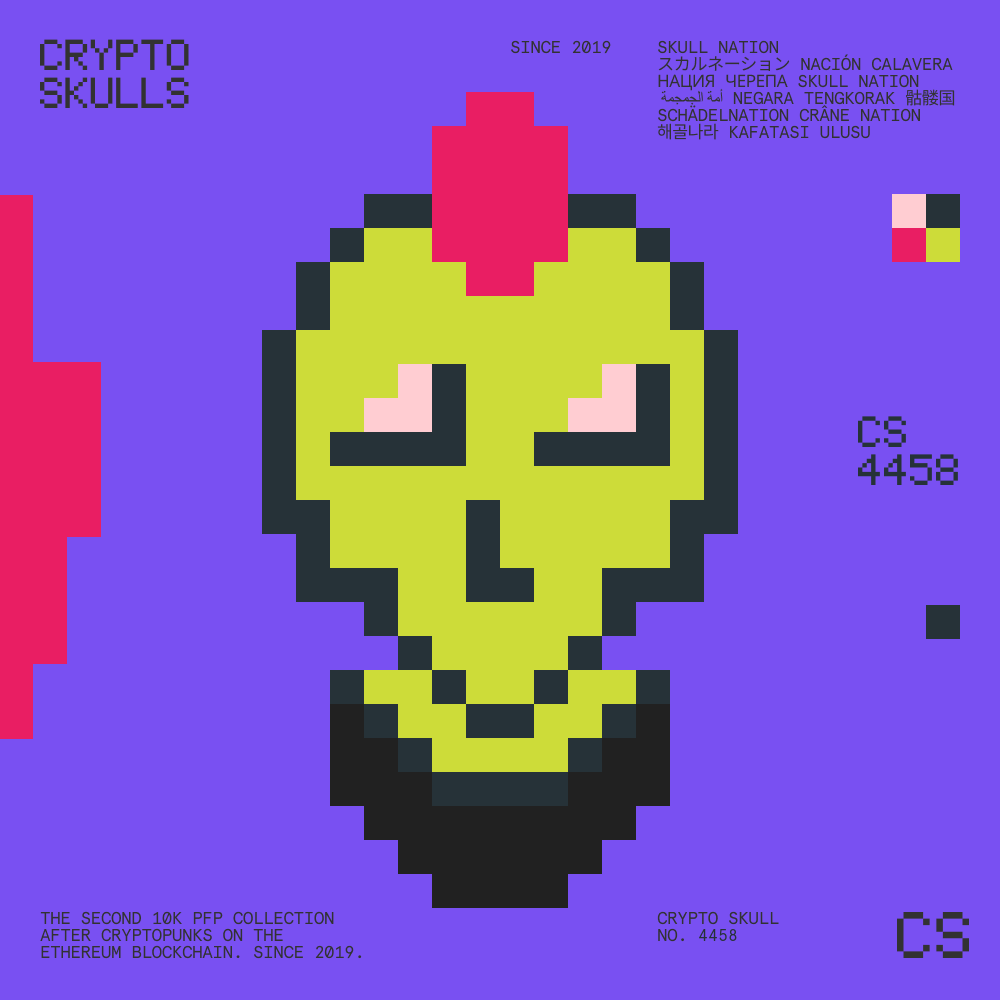 CRYPTO
SKULLS
SINCE 2019
SKULL NATION
スカルネーション NACIÓN CALAVERA
НАЦИЯ ЧЕРЕПА SKULL NATION
أمة الجمجمة NEGARA TENGKORAK 骷髅国
SCHÄDELNATION CRÂNE NATION
해골나라 KAFATASI ULUSU
CS
4458
THE SECOND 10K PFP COLLECTION
AFTER CRYPTOPUNKS ON THE
ETHEREUM BLOCKCHAIN. SINCE 2019.
CRYPTO SKULL
NO. 4458
CS